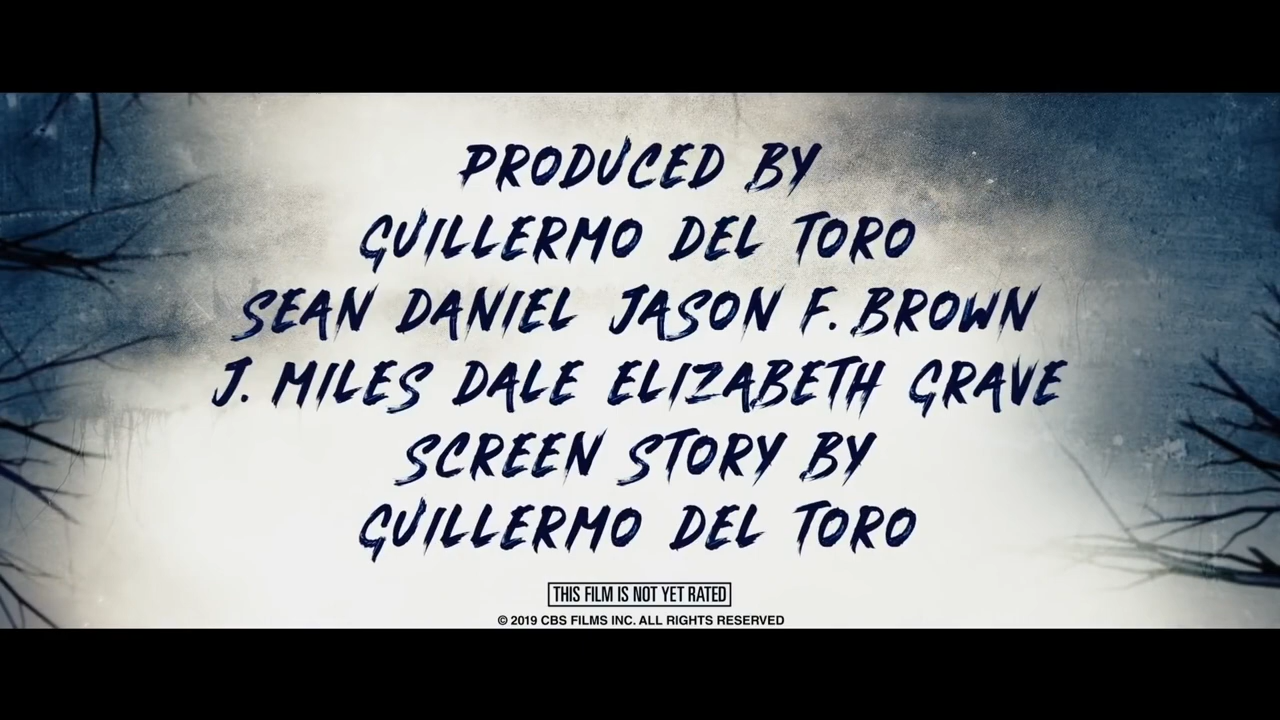 PRODUCED BY
GUILLERMO DEL TORO
SEAN DANIEL JASON F. BROWN
J. MILES DALE ELIZABETH GRAVE
SCREEN STORY BY
GUILLERMO DEL TORO
THIS FILM IS NOT YET RATED
© 2019 CBS FILMS INC. ALL RIGHTS RESERVED